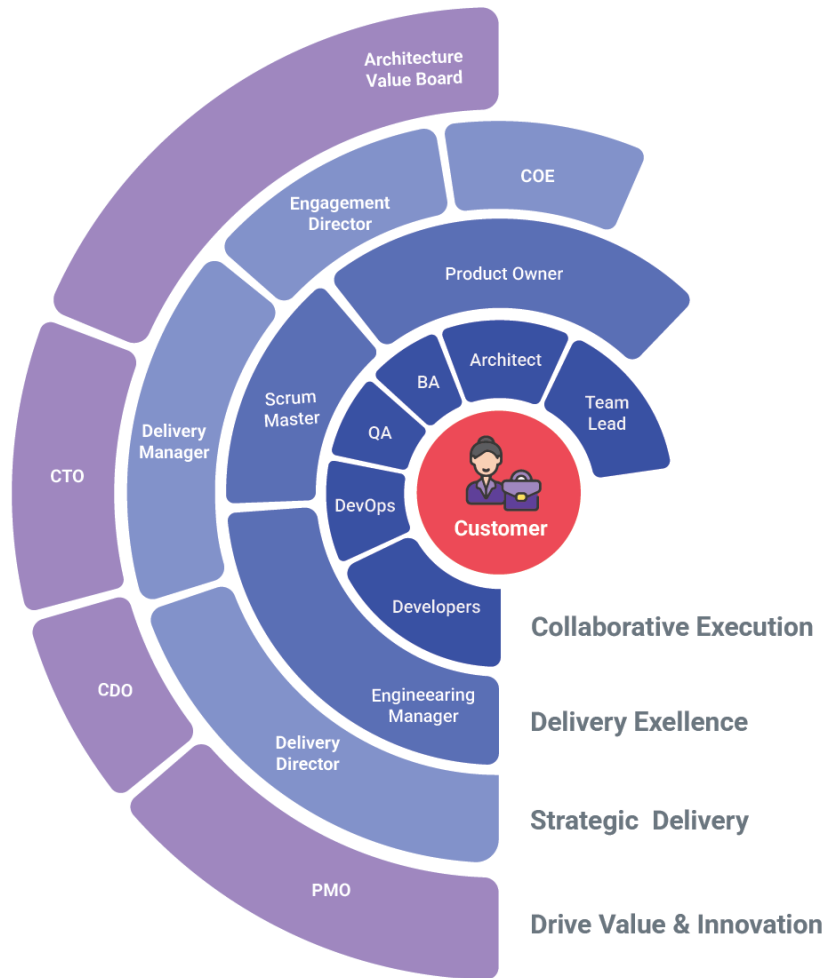 Architecture
Value Board
COE
Engagement
Director
Product Owner
Architect
BA
Team
Lead
Scrum
Master
QA
Delivery
Manager
CTO
DevOps
Customer
Developers
Collaborative Execution
CDO
Engineearing
Manager
Delivery Exellence
Delivery
Director
Strategic Delivery
PMO
Drive Value & Innovation